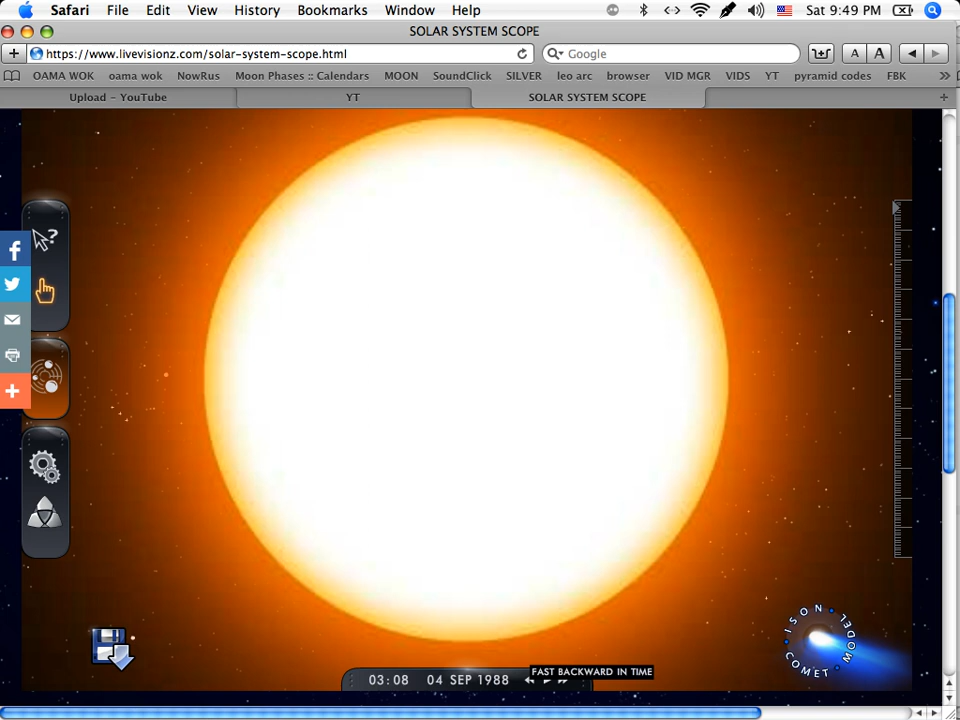 Safari File Edit View History Bookmarks Window Help Sat 9:49 PM
SOLAR SYSTEM SCOPE
https://www.livevisionz.com/solar-system-scope.html Google A A
OAMA WOK oama wok NowRus Moon Phases :: Calendars MOON SoundClick SILVER leo arc browser VID MGR VIDS YT pyramid codes FBK
Upload – YouTube YT SOLAR SYSTEM SCOPE
ISON
MODEL
COMET
FAST BACKWARD IN TIME
03:08 04 SEP 1988